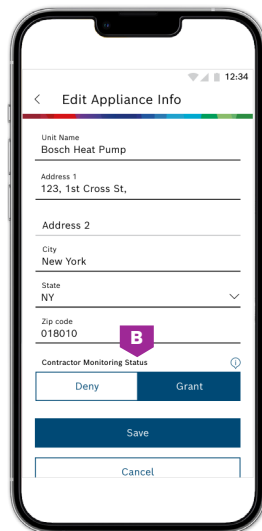 12:34
< Edit Appliance Info
Unit Name
Bosch Heat Pump
Address 1
123, 1st Cross St,
Address 2
City
New York
State
NY
Zip code
018010
B
Contractor Monitoring Status
Deny Grant
Save
Cancel